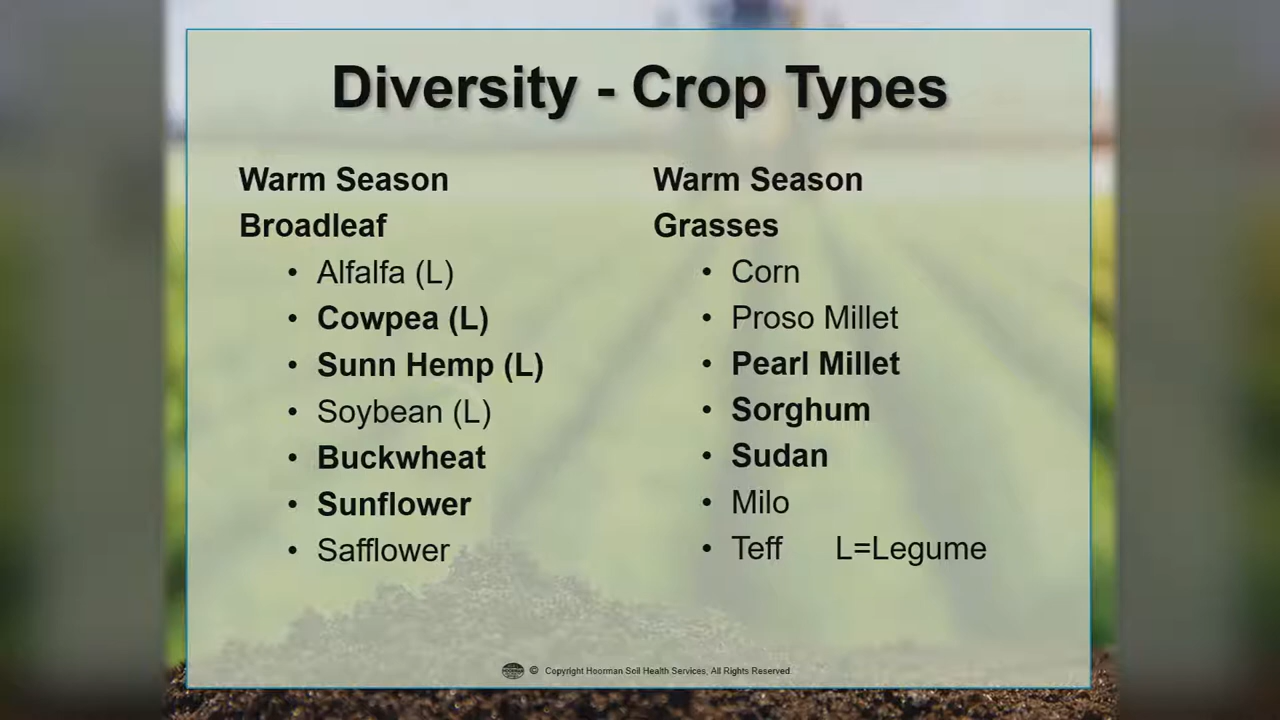 Diversity - Crop Types
Warm Season
Broadleaf
• Alfalfa (L)
• Cowpea (L)
• Sunn Hemp (L)
• Soybean (L)
• Buckwheat
• Sunflower
• Safflower
Warm Season
Grasses
• Corn
• Proso Millet
• Pearl Millet
• Sorghum
• Sudan
• Milo
• Teff L=Legume
© Copyright Hoorman Soil Health Services, All Rights Reserved